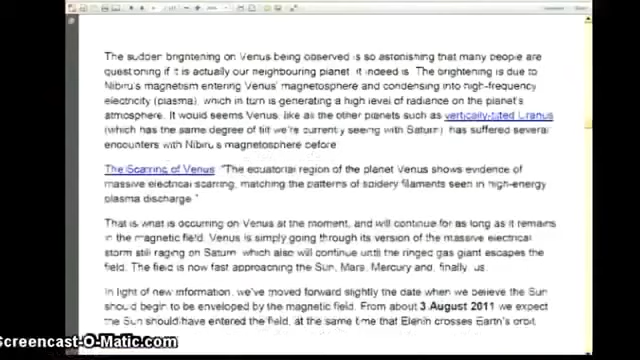 The sudden brightening on Venus being observed is so astonishing that many people are
questioning if it is actually our neighbouring planet. It indeed is. The brightening is due to
Nibiru's magnetism entering Venus' magnetosphere and condensing into high-frequency
electricity (plasma), which in turn is generating a high level of radiance on the planet's
atmosphere. It would seems Venus, like all the other planets such as vertically-tilted Uranus
(which has the same degree of tilt we're currently seeing with Saturn), has suffered several
encounters with Nibiru's magnetosphere before.
The Scarring of Venus: "The equatorial region of the planet Venus shows evidence of
massive electrical scarring, matching the patterns of spidery filaments seen in high-energy
plasma discharge."
That is what is occurring on Venus at the moment, and will continue for as long as it remains
in the magnetic field. Venus is simply going through its version of the massive electrical
storm still raging on Saturn, which also will continue until the ringed gas giant escapes the
field. The field is now fast approaching the Sun, Mars, Mercury and, finally, us.
In light of new information, we've moved forward slightly the date when we believe the Sun
should begin to be enveloped by the magnetic field. From about 3 August 2011 we expect
the Sun should have entered the field, at the same time that Elenin crosses Earth's orbit
Screencast-O-Matic.com